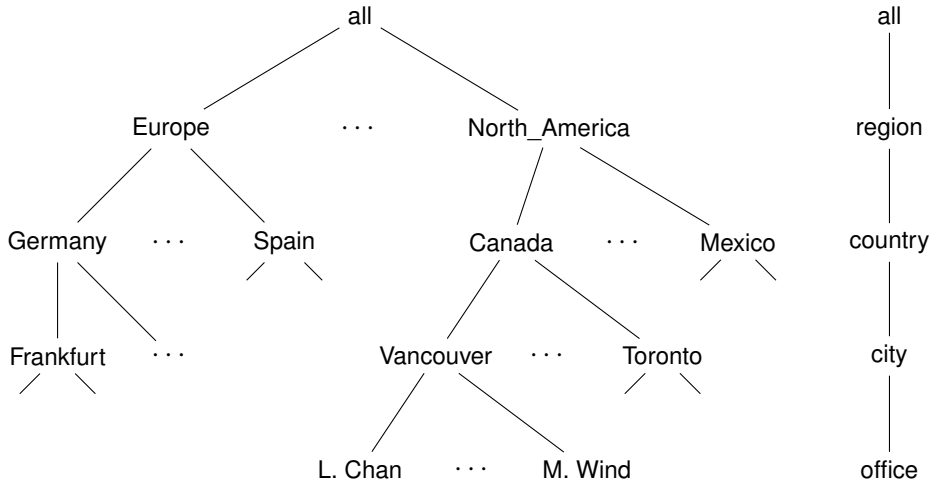 all all
Europe ... North_America region
Germany ... Spain Canada ... Mexico country
Frankfurt ... Vancouver ... Toronto city
L. Chan ... M. Wind office